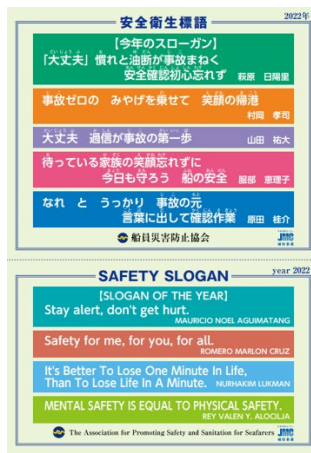 2022年
安全衛生標語
【今年のスローガン】
「大丈夫」慣れと油断が事故まねく
安全確認初心忘れず 萩原 日陽里
事故ゼロの みやげを乗せて 笑顔の帰港
村岡 孝司
大丈夫 過信が事故の第一歩 山田 祐大
待っている家族の笑顔忘れずに
今日も守ろう 船の安全 服部 恵理子
なれ と うっかり 事故の元
言葉に出して確認作業 原田 桂介
船員災害防止協会
JMC
year 2022
SAFETY SLOGAN
[SLOGAN OF THE YEAR]
Stay alert, don't get hurt.
MAURICIO NOEL AGUIMATANG
Safety for me, for you, for all.
ROMERO MARLON CRUZ
It's Better To Lose One Minute In Life,
Than To Lose Life In A Minute. NURHAKIM LUKMAN
MENTAL SAFETY IS EQUAL TO PHYSICAL SAFETY.
REY VALEN Y. ALOCILJA
The Association for Promoting Safety and Sanitation for Seafarers
JMC